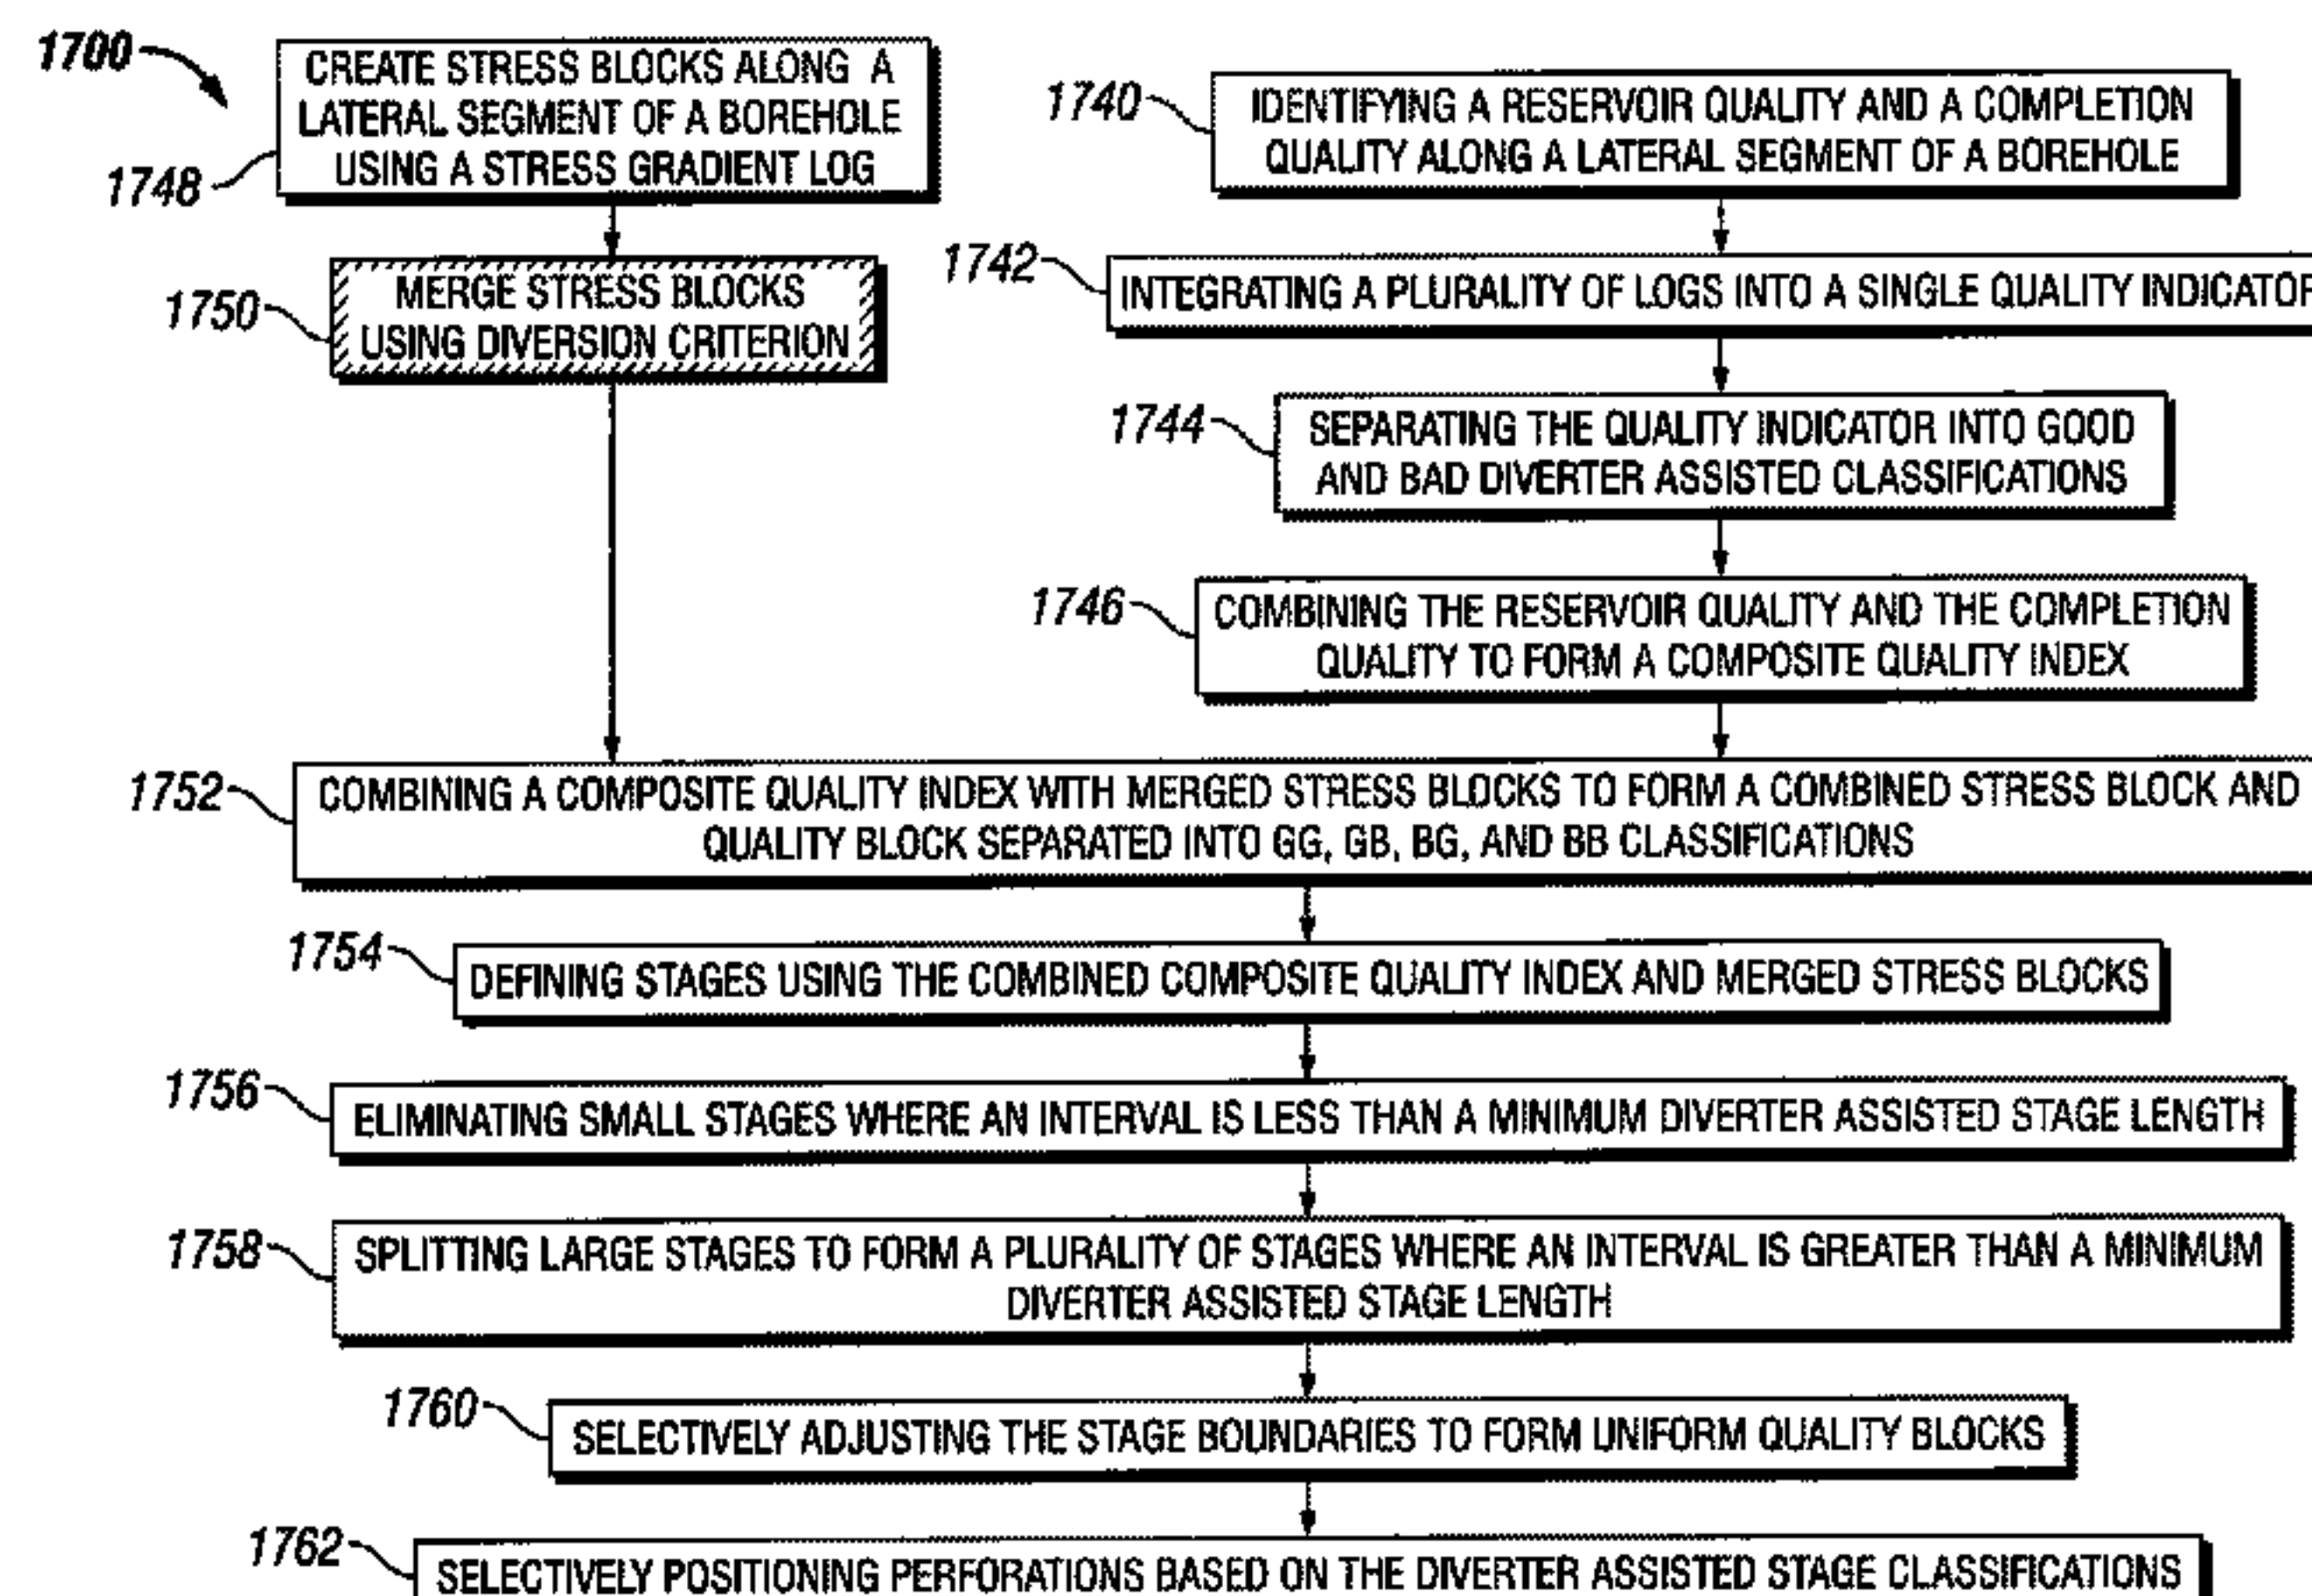 1700
CREATE STRESS BLOCKS ALONG A
LATERAL SEGMENT OF A BOREHOLE
USING A STRESS GRADIENT LOG
1748
MERGE STRESS BLOCKS
USING DIVERSION CRITERION
1750
1740
IDENTIFYING A RESERVOIR QUALITY AND A COMPLETION
QUALITY ALONG A LATERAL SEGMENT OF A BOREHOLE
1742
INTEGRATING A PLURALITY OF LOGS INTO A SINGLE QUALITY INDICATOR
1744
SEPARATING THE QUALITY INDICATOR INTO GOOD
AND BAD DIVERTER ASSISTED CLASSIFICATIONS
1746
COMBINING THE RESERVOIR QUALITY AND THE COMPLETION
QUALITY TO FORM A COMPOSITE QUALITY INDEX
1752
COMBINING A COMPOSITE QUALITY INDEX WITH MERGED STRESS BLOCKS TO FORM A COMBINED STRESS BLOCK AND
QUALITY BLOCK SEPARATED INTO GG, GB, BG, AND BB CLASSIFICATIONS
1754
DEFINING STAGES USING THE COMBINED COMPOSITE QUALITY INDEX AND MERGED STRESS BLOCKS
1756
ELIMINATING SMALL STAGES WHERE AN INTERVAL IS LESS THAN A MINIMUM DIVERTER ASSISTED STAGE LENGTH
1758
SPLITTING LARGE STAGES TO FORM A PLURALITY OF STAGES WHERE AN INTERVAL IS GREATER THAN A MINIMUM
DIVERTER ASSISTED STAGE LENGTH
1760
SELECTIVELY ADJUSTING THE STAGE BOUNDARIES TO FORM UNIFORM QUALITY BLOCKS
1762
SELECTIVELY POSITIONING PERFORATIONS BASED ON THE DIVERTER ASSISTED STAGE CLASSIFICATIONS